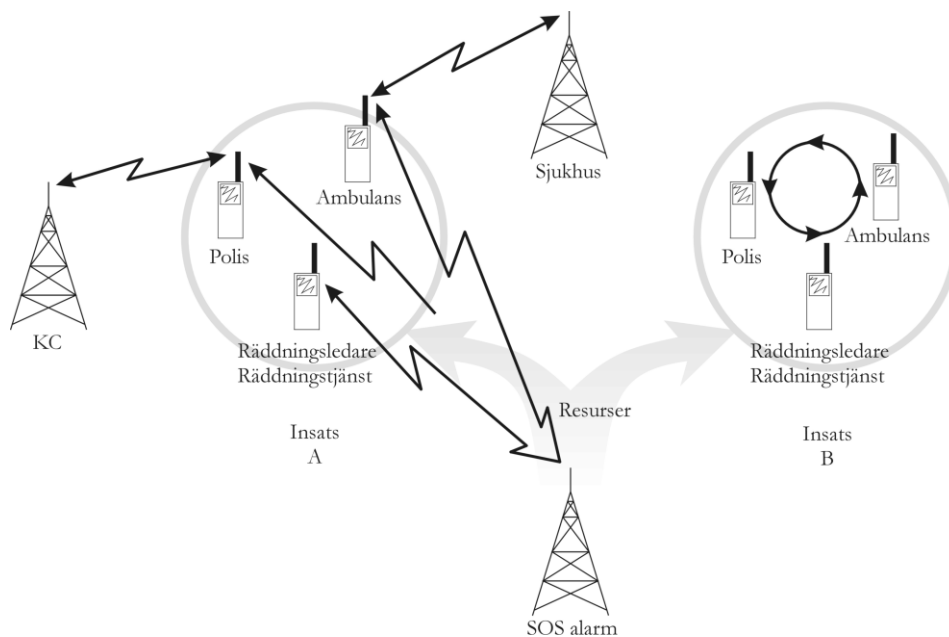 Sjukhus
Ambulans
Polis
KC
Räddningsledare
Räddningstjänst
Insats
A
Resurser
SOS alarm
Polis
Ambulans
Räddningsledare
Räddningstjänst
Insats
B